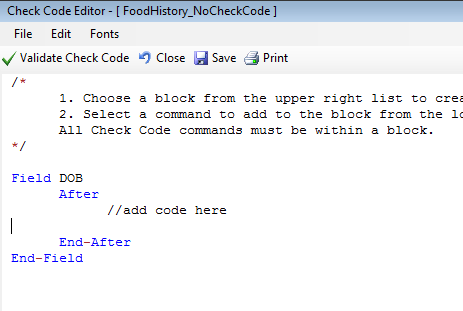 Check Code Editor - [ FoodHistory_NoCheckCode ]
File Edit Fonts
Validate Check Code Close Save Print
/*
1. Choose a block from the upper right list to
2. Select a command to add to the block from the
All Check Code commands must be within a block.
*/
Field DOB
After
//add code here
End-After
End-Field